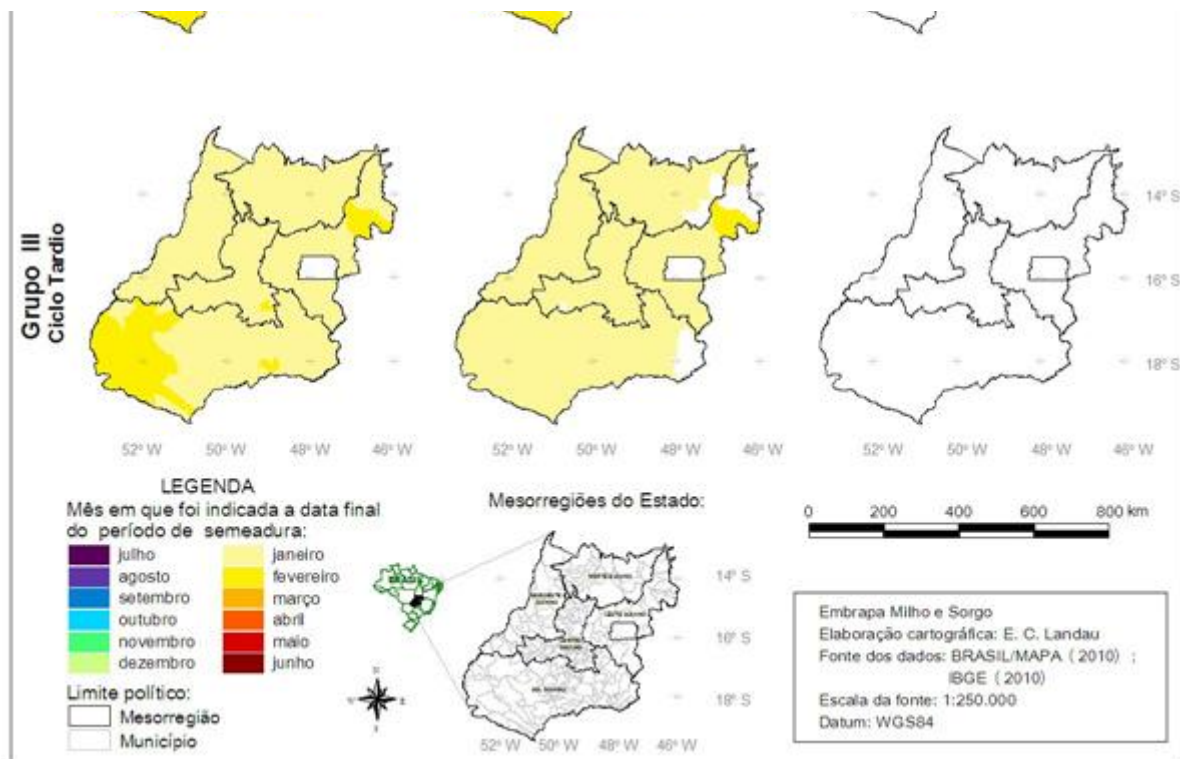 Grupo III
Ciclo Tardio
14º S
16º S
18º S
52º W 50º W 48º W 46º W
52º W 50º W 48º W 46º W
52º W 50º W 48º W 46º W
LEGENDA
Mês em que foi indicada a data final
do período de semeadura:
julho
agosto
setembro
outubro
novembro
dezembro
janeiro
fevereiro
março
abril
maio
junho
Limite político:
Mesorregião
Município
Mesorregiões do Estado:
BRASIL
14º S
16º S
18º S
52º W 50º W 48º W 46º W
0 200 400 600 800 km
Embrapa Milho e Sorgo
Elaboração cartográfica: E. C. Landau
Fonte dos dados: BRASIL/MAPA ( 2010) ;
IBGE ( 2010)
Escala da fonte: 1:250.000
Datum: WGS84